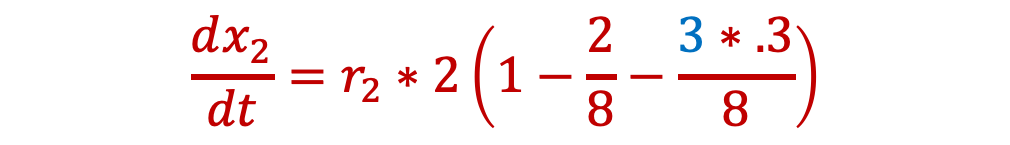 dx₂/dt = r₂ * 2 (1 − 2/8 − 3 * .3/8)